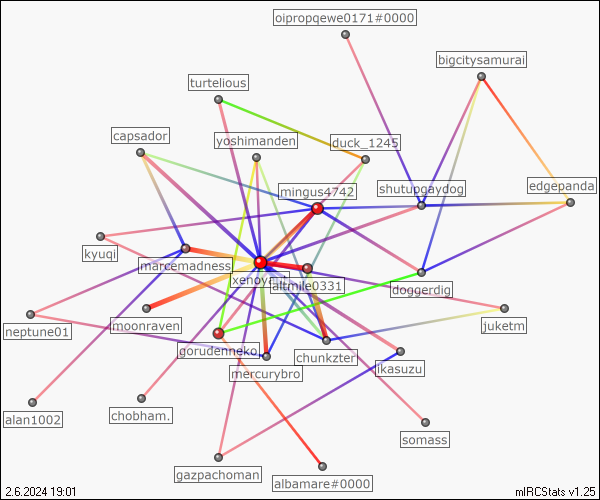 oipropqewe0171#0000
bigcitysamurai
turtelious
capsador
yoshimanden
duck_1245
mingus4742
shutupgaydog
edgepanda
kyuqi
marcemadness
altmile0331
doggerdig
neptune01
moonraven
juketm
gorudenneko
chunkzter
mercurybro
ikasuzu
alan1002
chobham.
somass
gazpachoman
albamare#0000
2.6.2024 19:01
mIRCStats v1.25